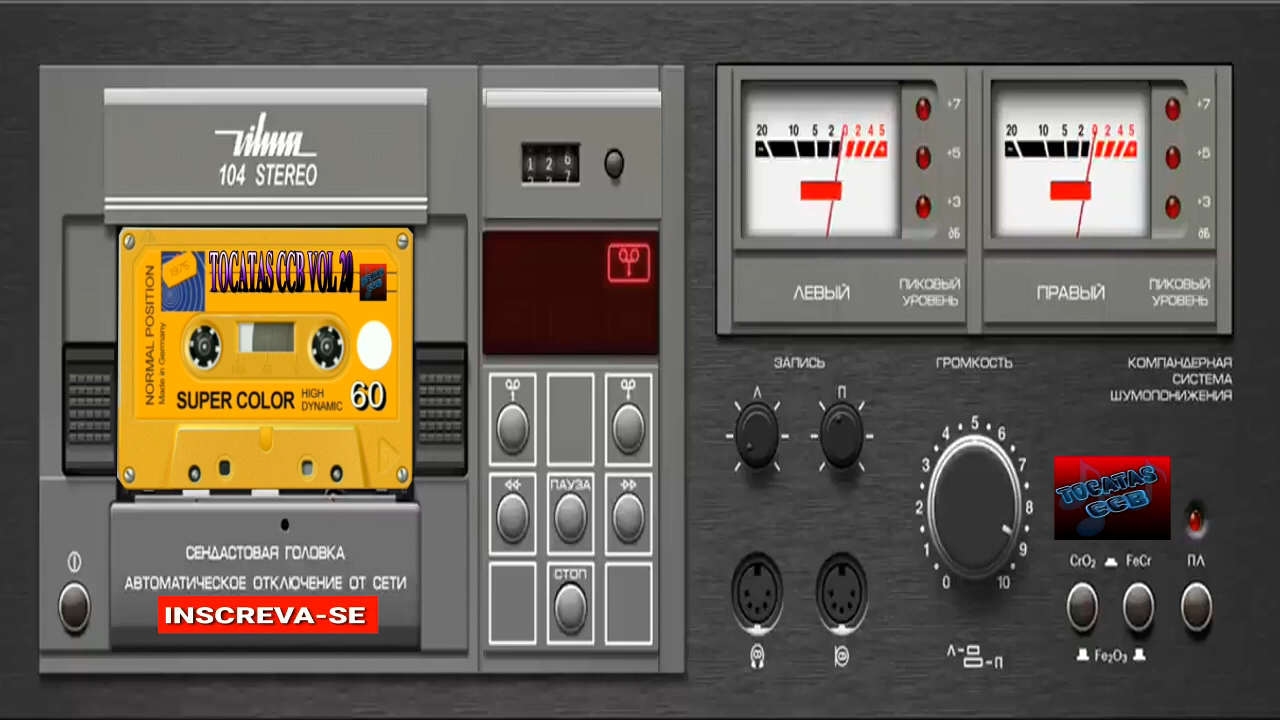 vilma
104 STEREO
NORMAL POSITION
Made in Germany
1975
TOCATAS CCB VOL 20
SUPER COLOR
HIGH
DYNAMIC
60
СЕНДАСТОВАЯ ГОЛОВКА
АВТОМАТИЧЕСКОЕ ОТКЛЮЧЕНИЕ ОТ СЕТИ
INSCREVA-SE
1 2 6
ПАУЗА
СТОП
20 10 5 2 0 2 4 5
+7
+5
+3
дб
ЛЕВЫЙ
ПИКОВЫЙ
УРОВЕНЬ
20 10 5 2 0 2 4 5
+7
+5
+3
дб
ПРАВЫЙ
ПИКОВЫЙ
УРОВЕНЬ
ЗАПИСЬ
Л
П
ГРОМКОСТЬ
0 1 2 3 4 5 6 7 8 9 10
Л
П
КОМПАНДЕРНАЯ
СИСТЕМА
ШУМОПОНИЖЕНИЯ
TOCATAS
CCB
CrO₂
FeCr
ПЛ
Fe₂O₃